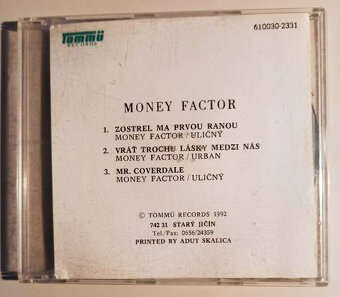 Tommü
RECORDS
610030-2331
MONEY FACTOR
1. ZOSTREL MA PRVOU RANOU
MONEY FACTOR/ULIČNÝ
2. VRÁŤ TROCHU LÁSKY MEDZI NÁS
MONEY FACTOR/URBAN
3. MR. COVERDALE
MONEY FACTOR/ULIČNÝ
© TOMMÜ RECORDS 1992
742 31 STARÝ JIČÍN
Tel./Fax: 0656/24359
PRINTED BY ADUT SKALICA